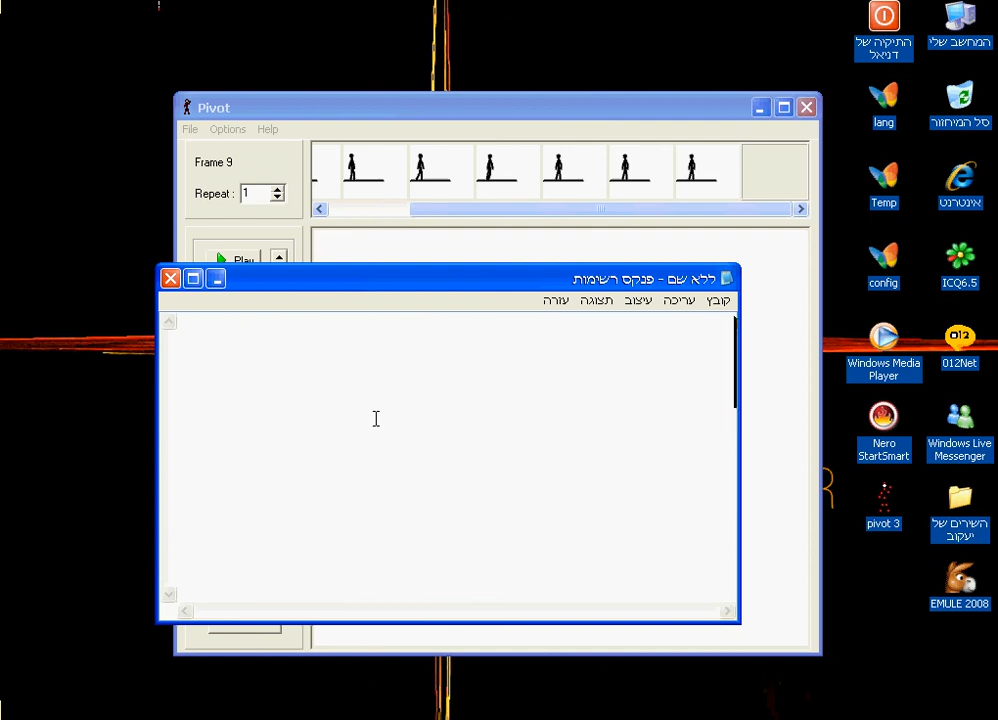 Pivot
File Options Help
Frame 9
Repeat : 1
Play
ללא שם - פנקס רשימות
קובץ עריכה עיצוב תצוגה עזרה
התיקיה של
דניאל
המחשב שלי
lang
סל המיחזור
Temp
אינטרנט
config
ICQ6.5
Windows Media
Player
012
012Net
Nero
StartSmart
Windows Live
Messenger
pivot 3
השירים של
יעקוב
EMULE 2008